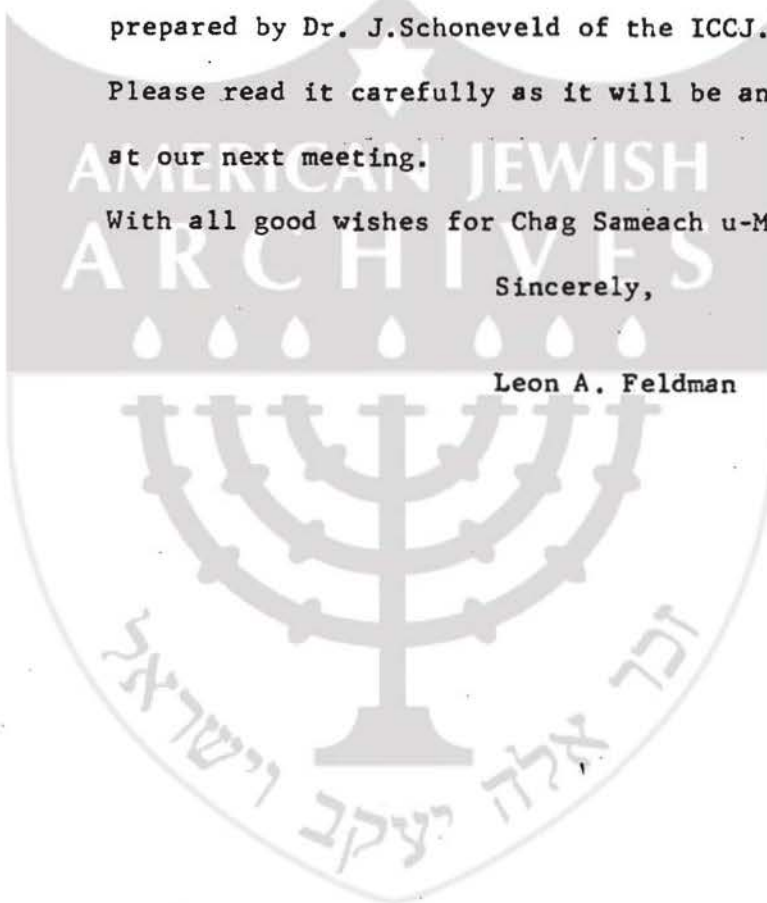 prepared by Dr. J.Schoneveld of the ICCJ.
Please read it carefully as it will be an
at our next meeting.
AMERICAN JEWISH
With all good wishes for Chag Sameach u-M
ARCHIVES
Sincerely,
Leon A. Feldman
זכר אלה יעקב וישראל